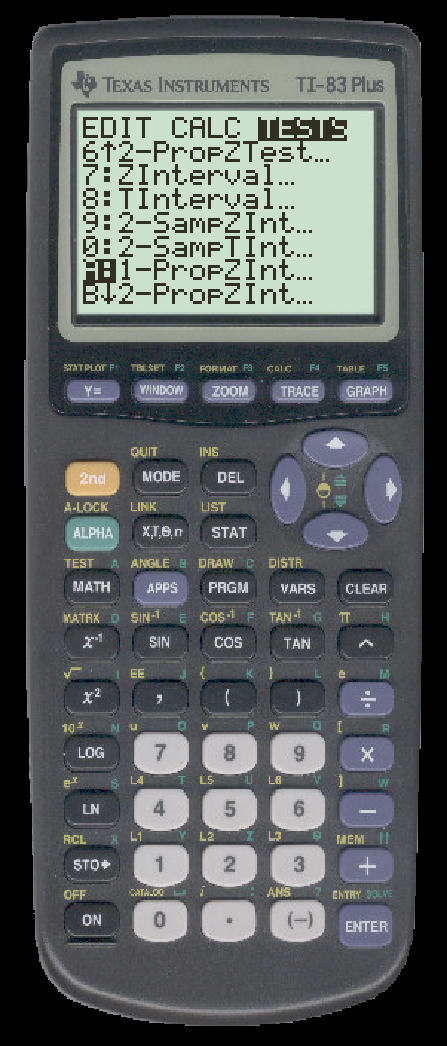 TEXAS INSTRUMENTS TI-83 Plus
EDIT CALC TESTS
6↑2-PropZTest…
7:ZInterval…
8:TInterval…
9:2-SampZInt…
0:2-SampTInt…
A:1-PropZInt…
B↓2-PropZInt…
STAT PLOT F1 TBLSET F2 FORMAT F3 CALC F4 TABLE F5
Y= WINDOW ZOOM TRACE GRAPH
QUIT INS
2nd MODE DEL
A-LOCK LINK LIST
ALPHA X,T,Θ,n STAT
TEST A ANGLE B DRAW C DISTR
MATH APPS PRGM VARS CLEAR
MATRX D SIN-1 E COS-1 F TAN-1 G π H
x-1 SIN COS TAN ^
√ I EE J { K } L e M
x2 , ( ) ÷
10x N u O v P w Q [ R
LOG 7 8 9 ×
ex S L4 T L5 U L6 V ] W
LN 4 5 6 −
RCL X L1 Y L2 Z L3 MEM
STO 1 2 3 +
OFF CATALOG i : ANS ? ENTRY SOLVE
ON 0 . (−) ENTER